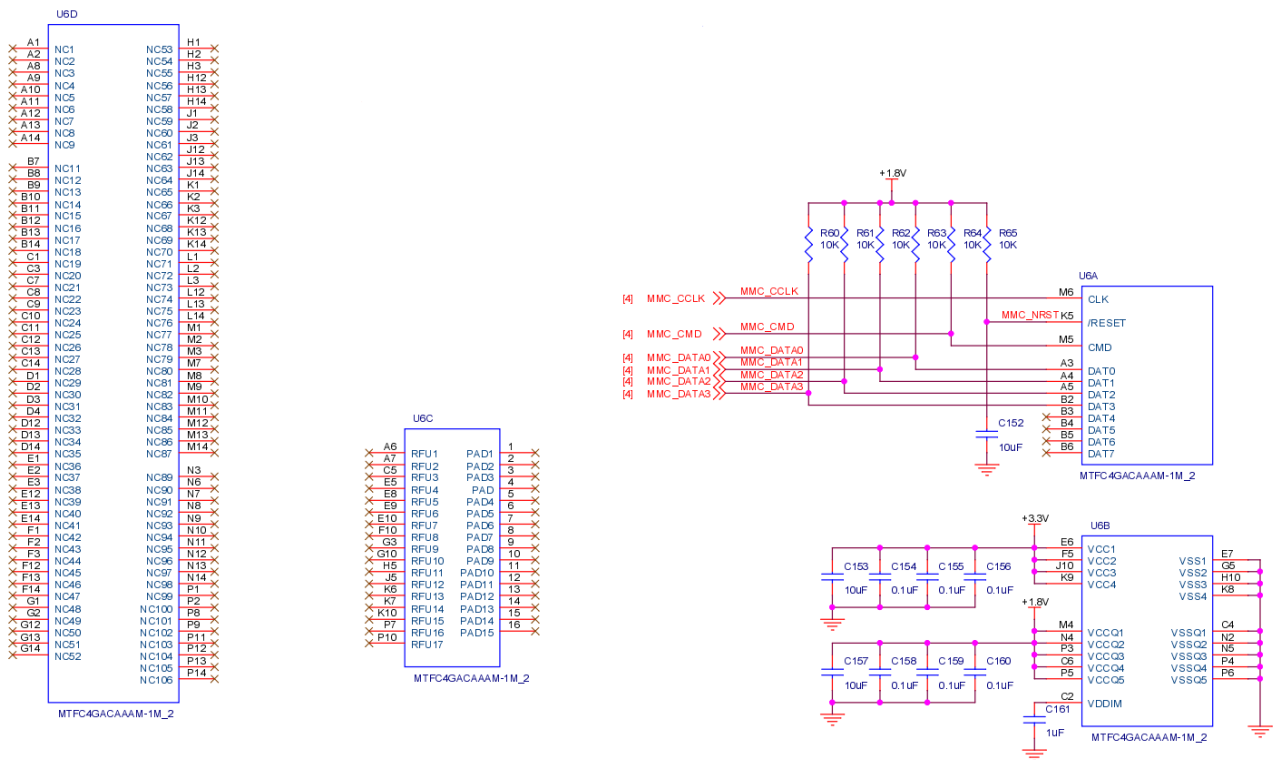 U6D
A1 NC1 NC53 H1
A2 NC2 NC54 H2
A8 NC3 NC55 H3
A9 NC4 NC56 H12
A10 NC5 NC57 H13
A11 NC6 NC58 H14
A12 NC7 NC59 J1
A13 NC8 NC60 J2
A14 NC9 NC61 J3
NC62 J12
B7 NC11 NC63 J13
B8 NC12 NC64 J14
B9 NC13 NC65 K1
B10 NC14 NC66 K2
B11 NC15 NC67 K3
B12 NC16 NC68 K12
B13 NC17 NC69 K13
B14 NC18 NC70 K14
C1 NC19 NC71 L1
C3 NC20 NC72 L2
C7 NC21 NC73 L3
C8 NC22 NC74 L12
C9 NC23 NC75 L13
C10 NC24 NC76 L14
C11 NC25 NC77 M1
C12 NC26 NC78 M2
C13 NC27 NC79 M3
C14 NC28 NC80 M7
D1 NC29 NC81 M8
D2 NC30 NC82 M9
D3 NC31 NC83 M10
D4 NC32 NC84 M11
D12 NC33 NC85 M12
D13 NC34 NC86 M13
D14 NC35 NC87 M14
E1 NC36
E2 NC37 NC89 N3
E3 NC38 NC90 N6
E12 NC39 NC91 N7
E13 NC40 NC92 N8
E14 NC41 NC93 N9
F1 NC42 NC94 N10
F2 NC43 NC95 N11
F3 NC44 NC96 N12
F12 NC45 NC97 N13
F13 NC46 NC98 N14
F14 NC47 NC99 P1
G1 NC48 NC100 P2
G2 NC49 NC101 P8
G12 NC50 NC102 P9
G13 NC51 NC103 P11
G14 NC52 NC104 P12
NC105 P13
NC106 P14
MTFC4GACAAAM-1M_2
U6C
A6 RFU1 PAD1 1
A7 RFU2 PAD2 2
C5 RFU3 PAD3 3
E5 RFU4 PAD 4
E8 RFU5 PAD4 5
E9 RFU6 PAD5 6
E10 RFU7 PAD6 7
F10 RFU8 PAD7 8
G3 RFU9 PAD8 9
G10 RFU10 PAD9 10
H5 RFU11 PAD10 11
J5 RFU12 PAD11 12
K6 RFU13 PAD12 13
K7 RFU14 PAD13 14
K10 RFU15 PAD14 15
P7 RFU16 PAD15 16
P10 RFU17
MTFC4GACAAAM-1M_2
+1.8V
R60 R61 R62 R63 R64 R65
10K 10K 10K 10K 10K 10K
U6A
[4] MMC_CCLK MMC_CCLK M6 CLK
MMC_NRST K5 /RESET
[4] MMC_CMD MMC_CMD M5 CMD
[4] MMC_DATA0 MMC_DATA0 A3 DAT0
[4] MMC_DATA1 MMC_DATA1 A4 DAT1
[4] MMC_DATA2 MMC_DATA2 A5 DAT2
[4] MMC_DATA3 MMC_DATA3 B2 DAT3
B3 DAT4
B4 DAT5
B5 DAT6
B6 DAT7
C152
10uF
MTFC4GACAAAM-1M_2
+3.3V
U6B
E6 VCC1
F5 VCC2 VSS1 E7
J10 VCC3 VSS2 G5
K9 VCC4 VSS3 H10
VSS4 K8
C153 C154 C155 C156
10uF 0.1uF 0.1uF 0.1uF
+1.8V
M4 VCCQ1 VSSQ1 C4
N4 VCCQ2 VSSQ2 N2
P3 VCCQ3 VSSQ3 N5
C6 VCCQ4 VSSQ4 P4
P5 VCCQ5 VSSQ5 P6
C157 C158 C159 C160
10uF 0.1uF 0.1uF 0.1uF
C2 VDDIM
C161
1uF
MTFC4GACAAAM-1M_2